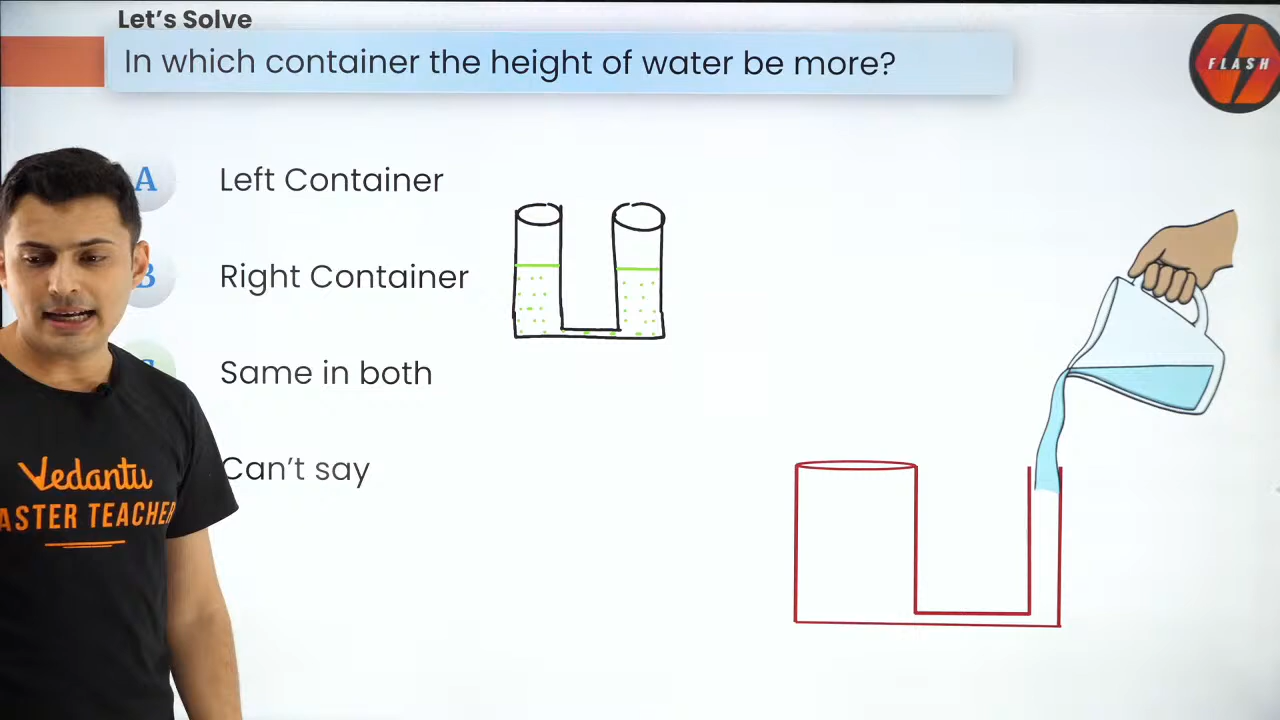 Let's Solve
In which container the height of water be more?
FLASH
A Left Container
B Right Container
Same in both
Can't say
Vedantu
ASTER TEACHER